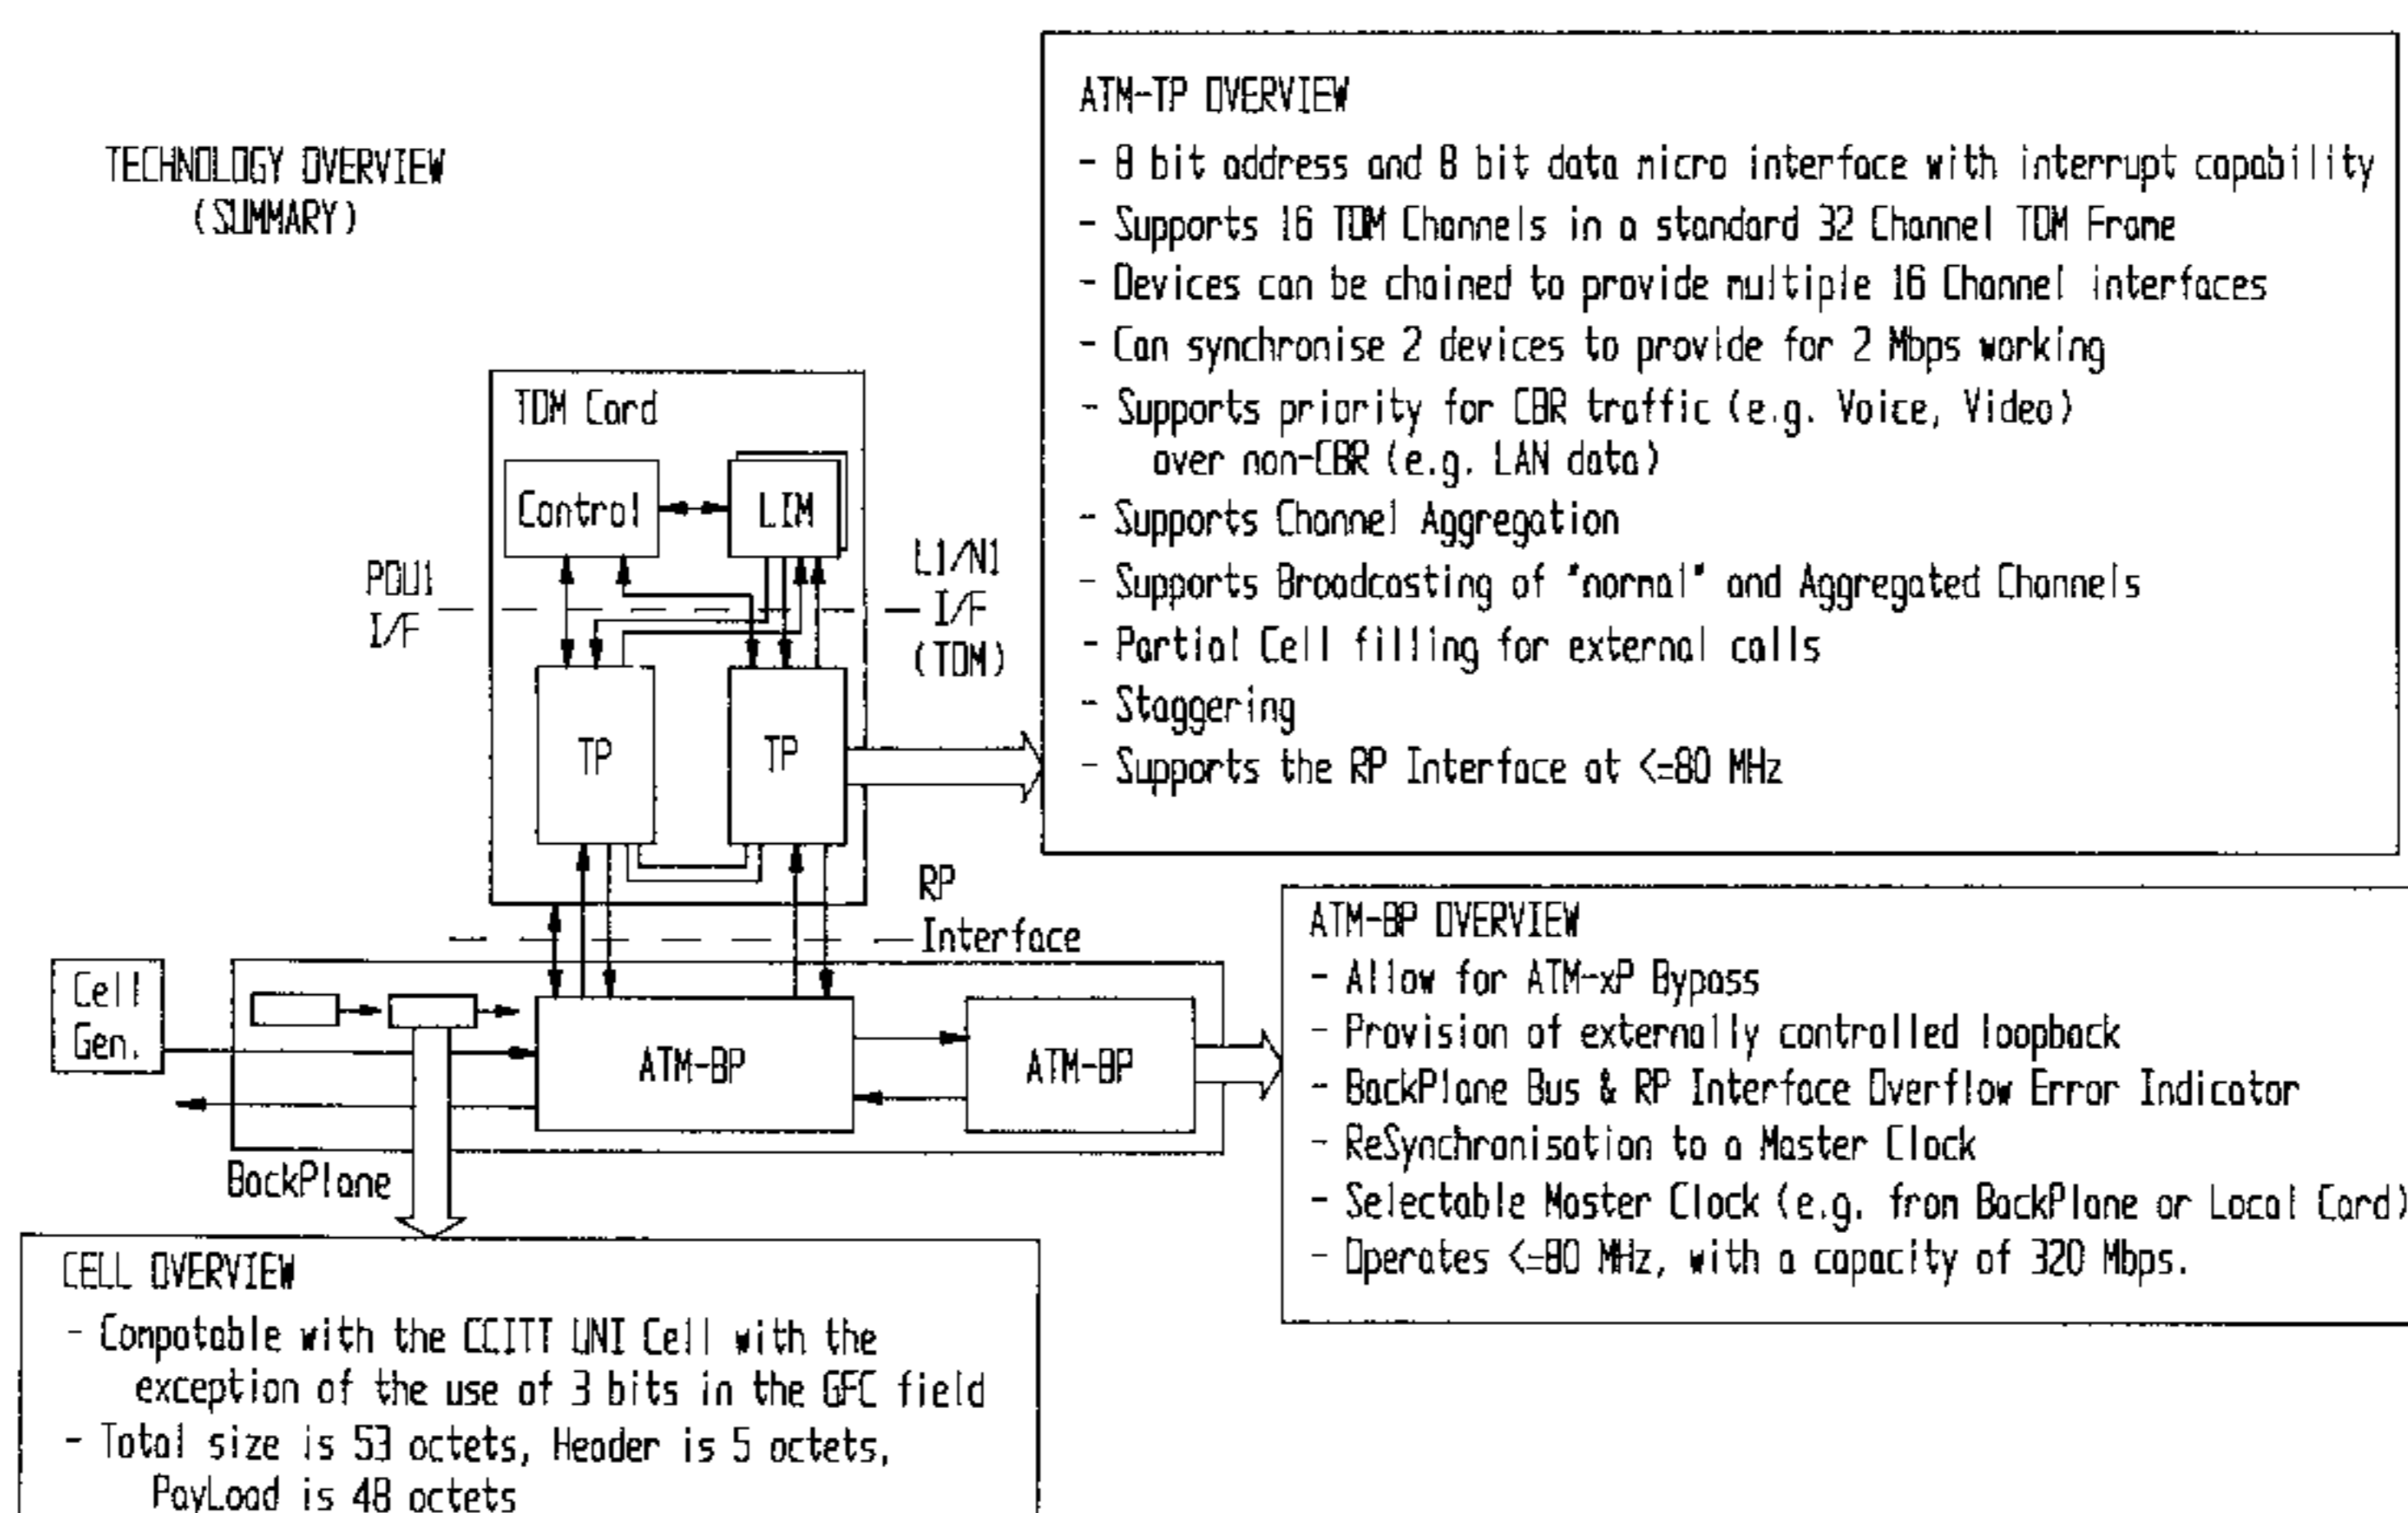 TECHNOLOGY OVERVIEW
(SUMMARY)
ATM-TP OVERVIEW
- 8 bit address and 8 bit data micro interface with interrupt capability
- Supports 16 TDM Channels in a standard 32 Channel TDM Frame
- Devices can be chained to provide multiple 16 Channel interfaces
- Can synchronise 2 devices to provide for 2 Mbps working
- Supports priority for CBR traffic (e.g. Voice, Video)
over non-CBR (e.g. LAN data)
- Supports Channel Aggregation
- Supports Broadcasting of "normal" and Aggregated Channels
- Partial Cell filling for external calls
- Staggering
- Supports the RP Interface at <=80 MHz
TDM Card
Control
LIM
PDU1
I/F
L1/N1
I/F
(TDM)
TP
TP
RP
Interface
Cell
Gen.
ATM-BP
ATM-BP
BackPlane
ATM-BP OVERVIEW
- Allow for ATM-xP Bypass
- Provision of externally controlled loopback
- BackPlane Bus & RP Interface Overflow Error Indicator
- ReSynchronisation to a Master Clock
- Selectable Master Clock (e.g. from BackPlane or Local Card)
- Operates <=80 MHz, with a capacity of 320 Mbps.
CELL OVERVIEW
- Compatable with the CCITT UNI Cell with the
exception of the use of 3 bits in the GFC field
- Total size is 53 octets, Header is 5 octets,
PayLoad is 48 octets